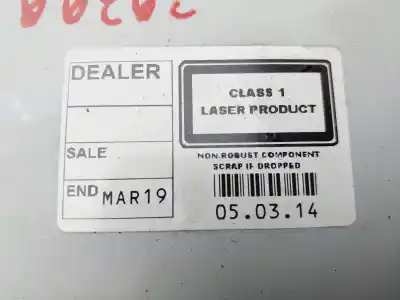 DEALER
SALE
END MAR19
CLASS 1
LASER PRODUCT
NON.ROBUST COMPONENT
SCRAP IF DROPPED
05.03.14